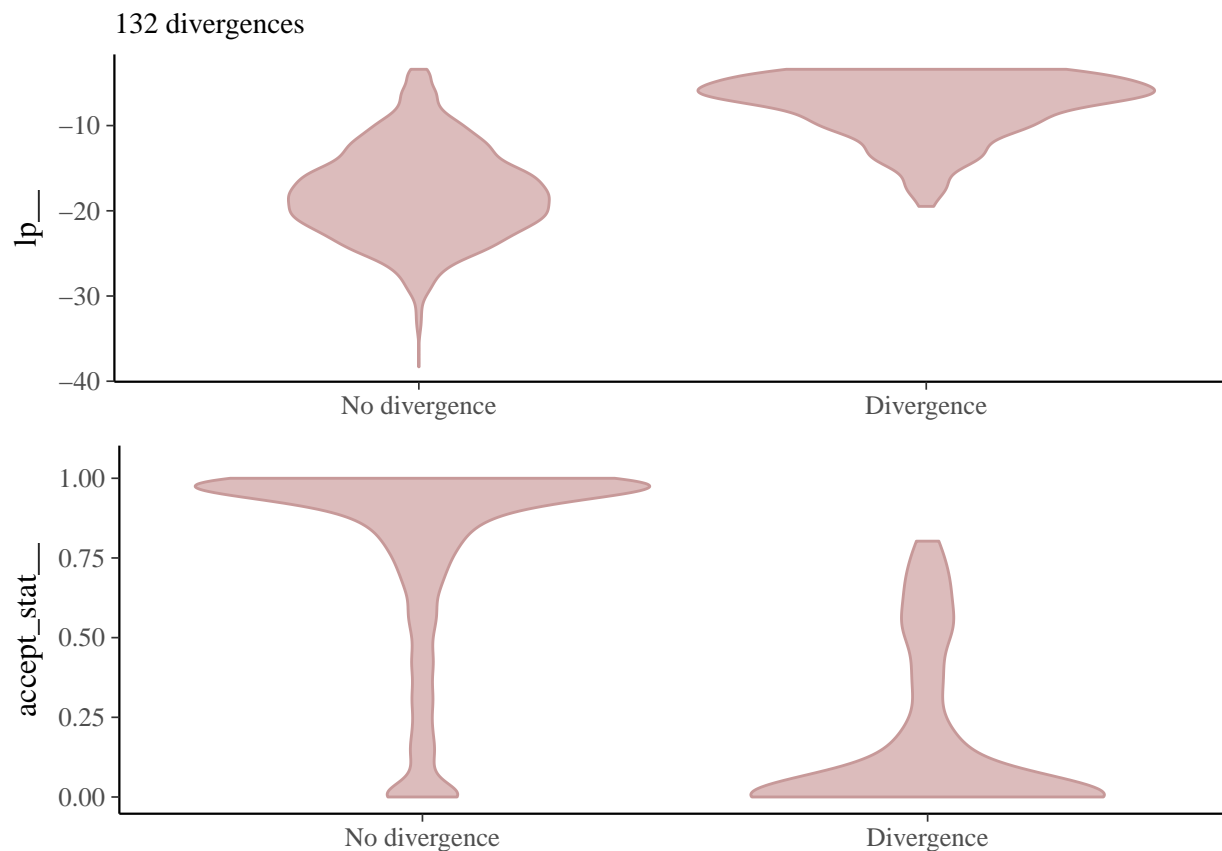 132 divergences
lp__
−10
−20
−30
−40
No divergence
Divergence
accept_stat__
1.00
0.75
0.50
0.25
0.00
No divergence
Divergence